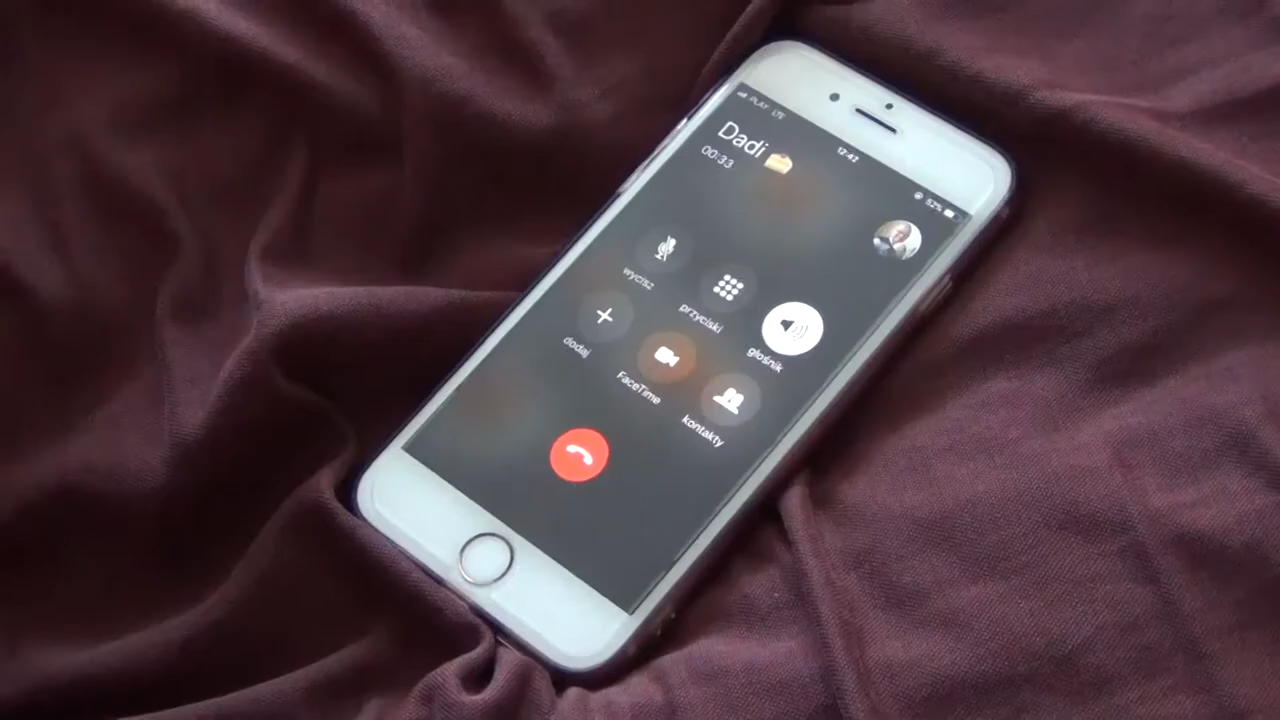 PLAY LTE
12:42
52%
Dadi
00:33
wycisz
przyciski
głośnik
dodaj
FaceTime
kontakty